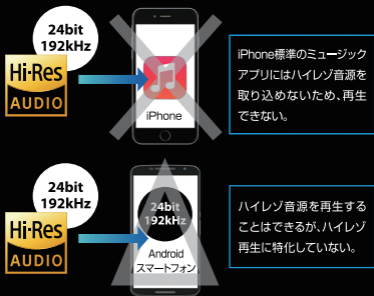 24bit
192kHz
Hi-Res
AUDIO
iPhone
iPhone標準のミュージック
アプリにはハイレゾ音源を
取り込めないため、再生
できない。
24bit
192kHz
Hi-Res
AUDIO
24bit
192kHz
Android
スマートフォン
ハイレゾ音源を再生する
ことはできるが、ハイレゾ
再生に特化していない。